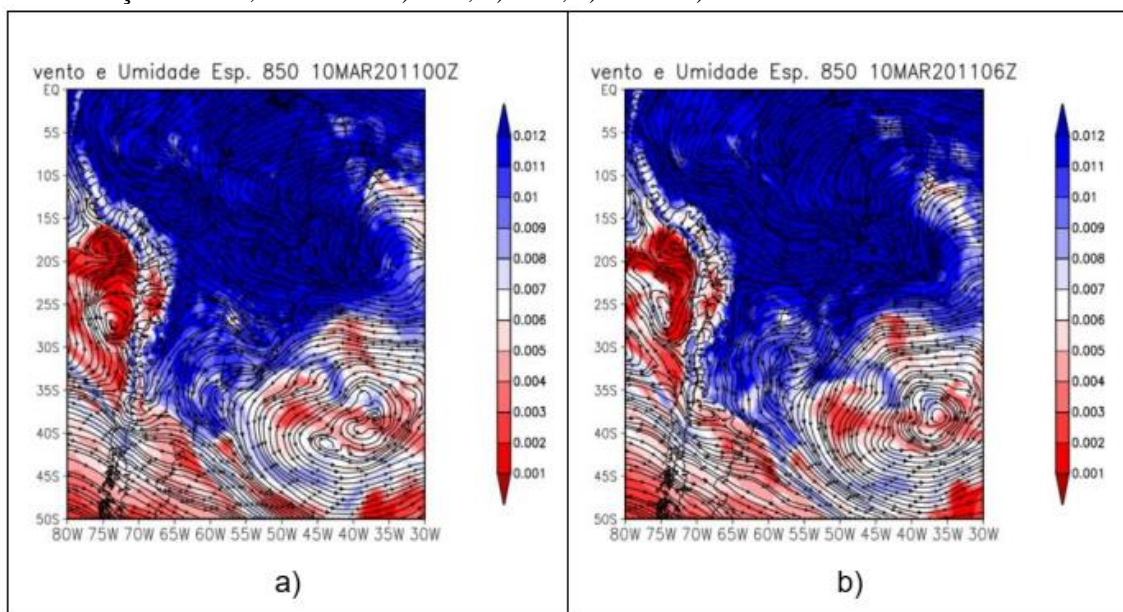 vento e Umidade Esp. 850 10MAR201100Z
EQ
5S
10S
15S
20S
25S
30S
35S
40S
45S
50S
80W 75W 70W 65W 60W 55W 50W 45W 40W 35W 30W
0.012
0.011
0.01
0.009
0.008
0.007
0.006
0.005
0.004
0.003
0.002
0.001
a)
vento e Umidade Esp. 850 10MAR201106Z
EQ
5S
10S
15S
20S
25S
30S
35S
40S
45S
50S
80W 75W 70W 65W 60W 55W 50W 45W 40W 35W 30W
0.012
0.011
0.01
0.009
0.008
0.007
0.006
0.005
0.004
0.003
0.002
0.001
b)